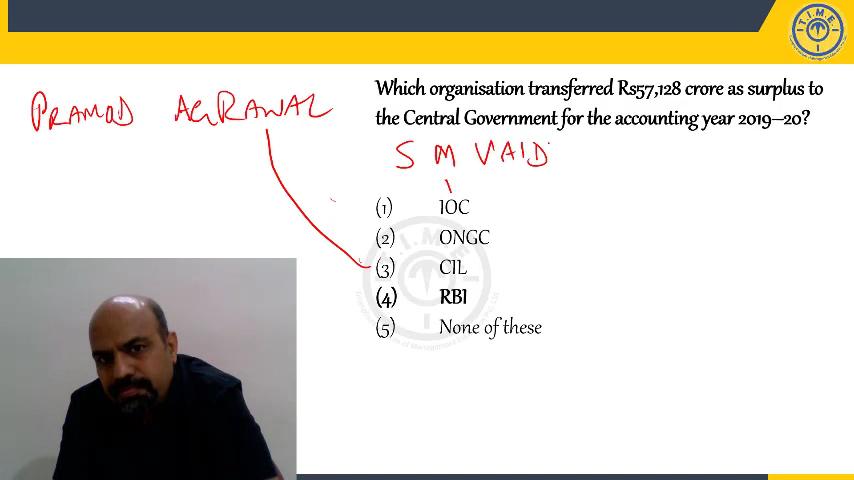 T.I.M.E.
Which organisation transferred Rs57,128 crore as surplus to
the Central Government for the accounting year 2019–20?
PRAMOD AGRAWAL
S M VAID
(1) IOC
(2) ONGC
(3) CIL
(4) RBI
(5) None of these